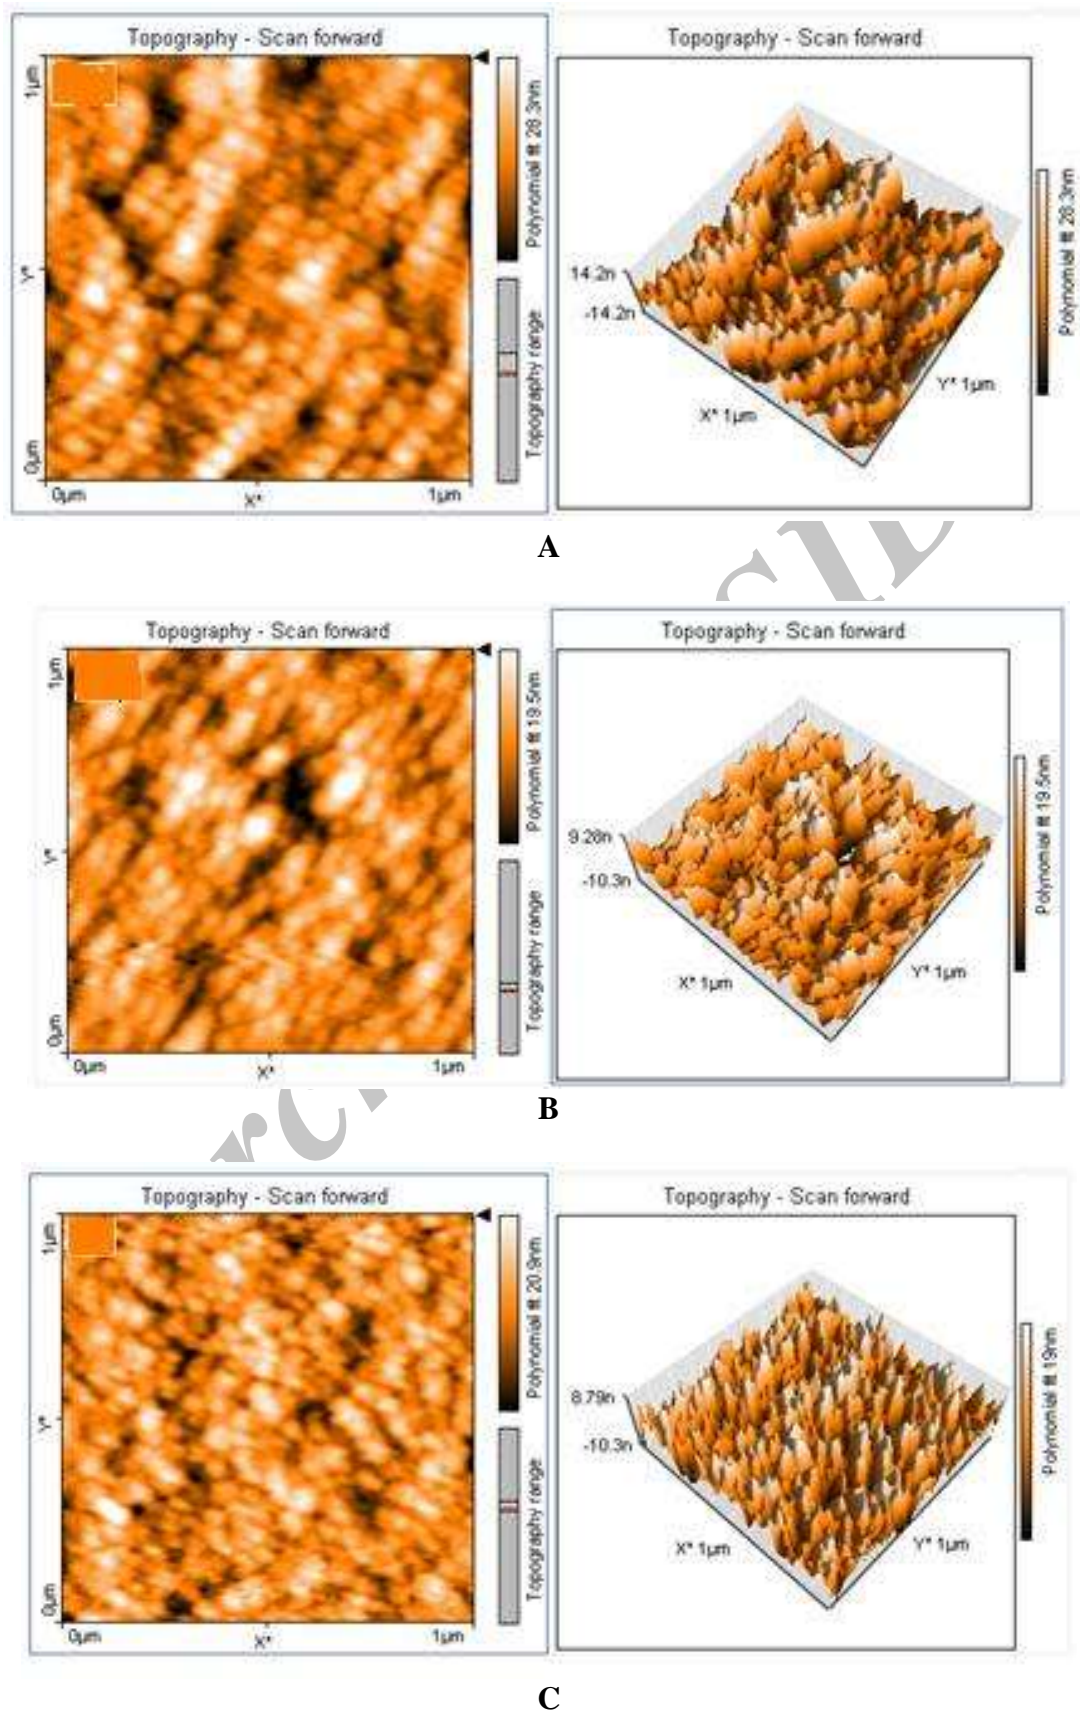 Topography - Scan forward
1µm
Y*
0µm
0µm
X*
1µm
Polynomial fit 28.3nm
Topography range
Topography - Scan forward
14.2n
-14.2n
X* 1µm
Y* 1µm
Polynomial fit 28.3nm
A
Topography - Scan forward
1µm
Y*
0µm
0µm
X*
1µm
Polynomial fit 19.5nm
Topography range
Topography - Scan forward
9.28n
-10.3n
X* 1µm
Y* 1µm
Polynomial fit 19.5nm
B
Topography - Scan forward
1µm
Y*
0µm
0µm
X*
1µm
Polynomial fit 20.9nm
Topography range
Topography - Scan forward
8.79n
-10.3n
X* 1µm
Y* 1µm
Polynomial fit 19nm
C